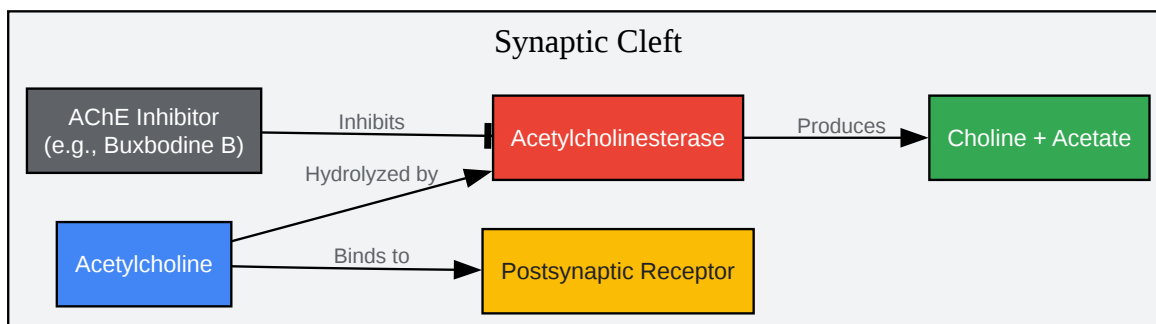 Synaptic Cleft
AChE Inhibitor
(e.g., Buxbodine B)
Inhibits
Acetylcholinesterase
Produces
Choline + Acetate
Hydrolyzed by
Acetylcholine
Binds to
Postsynaptic Receptor